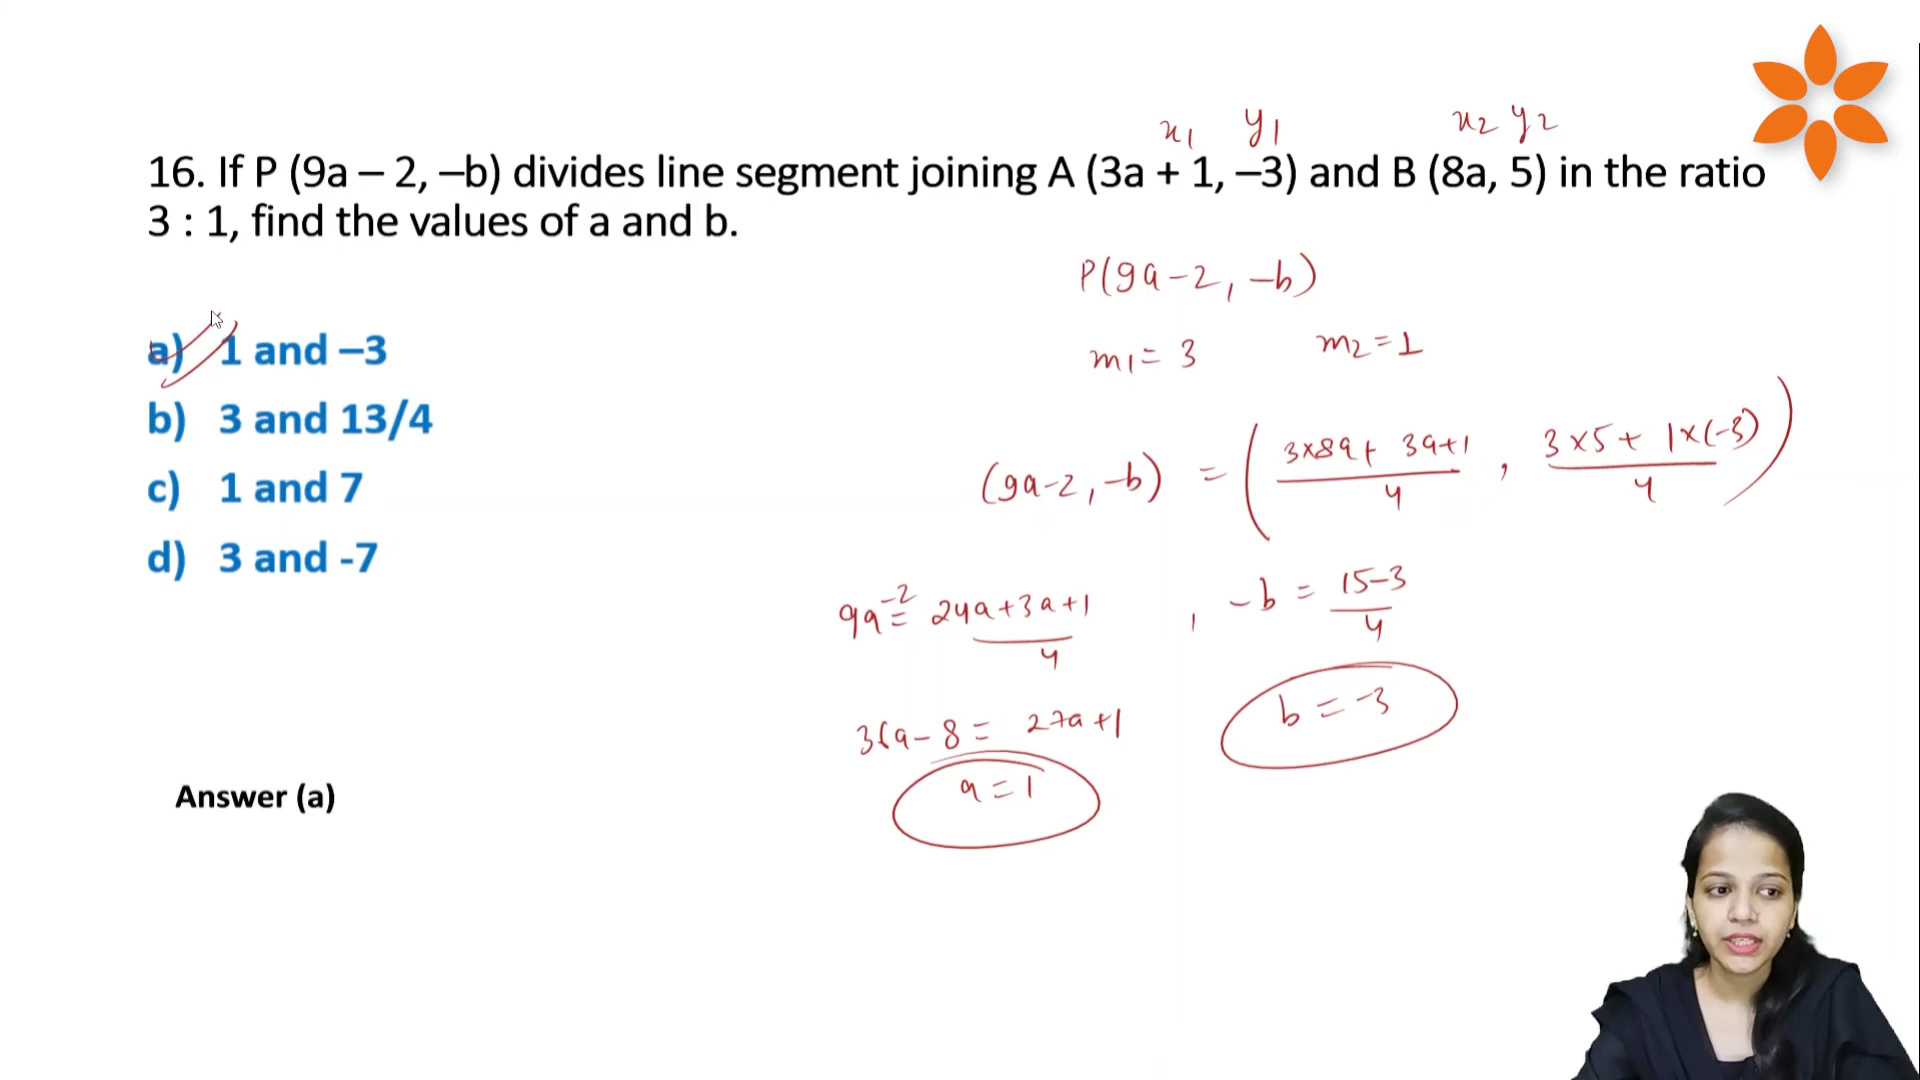 x1 y1 x2 y2
16. If P (9a – 2, –b) divides line segment joining A (3a + 1, –3) and B (8a, 5) in the ratio
3 : 1, find the values of a and b.
P(9a-2, -b)
a) 1 and –3
m1= 3 m2=1
b) 3 and 13/4
(9a-2, -b) = ( 3×8a+ 3a+1 / 4 , 3×5+ 1×(-3) / 4 )
c) 1 and 7
d) 3 and -7
9a-2 = 24a+3a+1 / 4 , -b = 15-3 / 4
36a-8= 27a+1 b=-3
a=1
Answer (a)